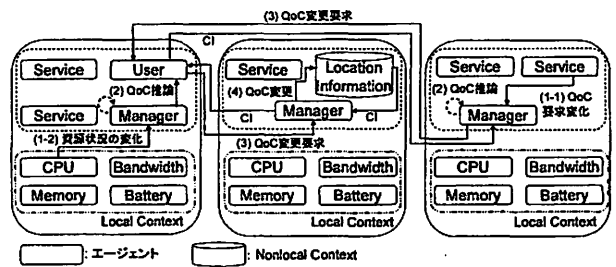 (3) QoC変更要求
CI
Service
User
(2) QoC推論
Service
Manager
(1-2) 資源状況の変化
CPU
Bandwidth
Memory
Battery
Local Context
Service
Location Information
(4) QoC変更
Manager
CI
CI
(3) QoC変更要求
CPU
Bandwidth
Memory
Battery
Local Context
Service
Service
(2) QoC推論
(1-1) QoC
要求変化
Manager
CPU
Bandwidth
Memory
Battery
Local Context
: エージェント
: Nonlocal Context